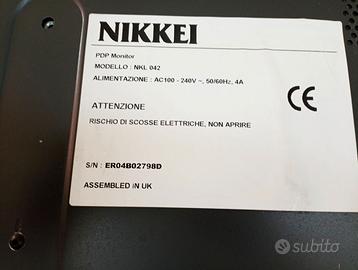 NIKKEI
PDP Monitor
MODELLO : NKL 042
ALIMENTAZIONE : AC100 - 240V ~, 50/60Hz, 4A
ATTENZIONE
CE
RISCHIO DI SCOSSE ELETTRICHE, NON APRIRE
S/N : ER04B02798D
ASSEMBLED IN UK
subito